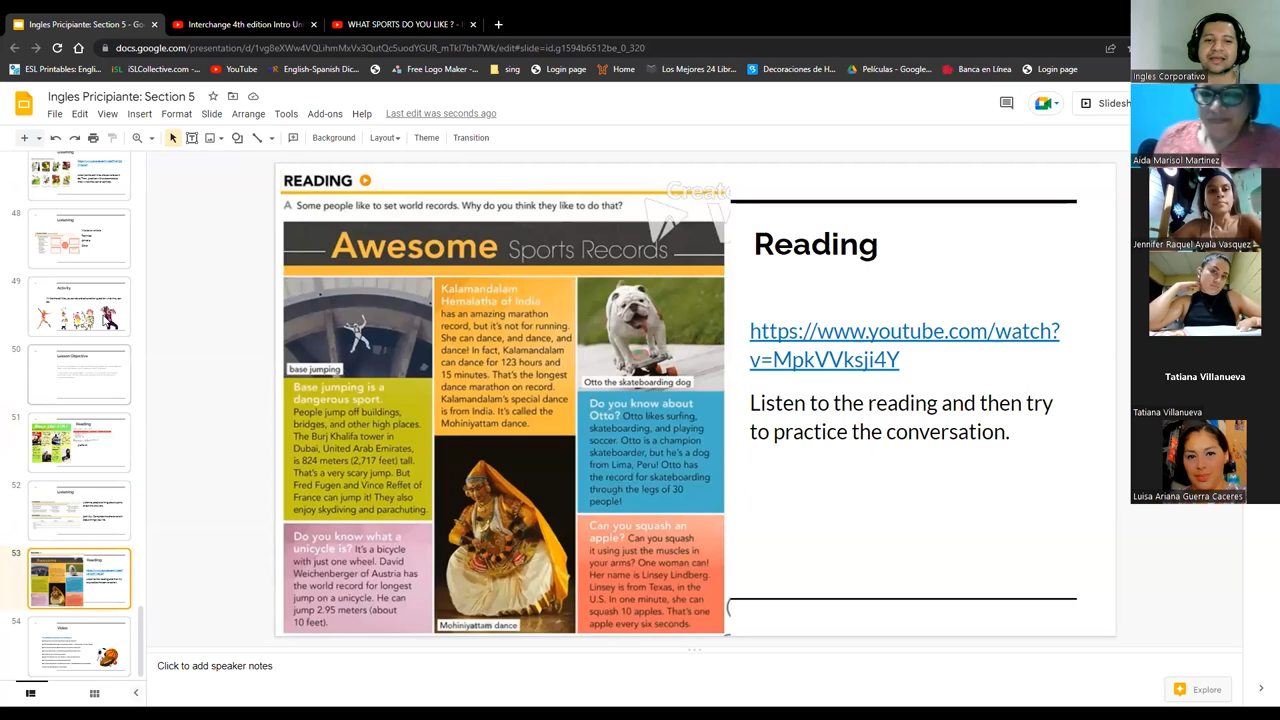 Ingles Pricipiante: Section 5 - Go
Interchange 4th edition Intro Un
WHAT SPORTS DO YOU LIKE ? -
docs.google.com/presentation/d/1vg8eXWw4VQLihmMxVx3QutQc5uodYGUR_mTkI7bh7Wk/edit#slide=id.g1594b6512be_0_320
ESL Printables: Engli...
iSLCollective.com -...
YouTube
English-Spanish Dic...
Free Logo Maker -...
sing
Login page
Home
Los Mejores 24 Libr...
Decoraciones de H...
Películas - Google...
Banca en Línea
Login page
Ingles Pricipiante: Section 5
File Edit View Insert Format Slide Arrange Tools Add-ons Help Last edit was seconds ago
Slidesh
Background Layout Theme Transition
48
49
50
51
52
53
54
READING
A Some people like to set world records. Why do you think they like to do that?
Create
Awesome Sports Records
base jumping
Base jumping is a
dangerous sport.
People jump off buildings,
bridges, and other high places.
The Burj Khalifa tower in
Dubai, United Arab Emirates,
is 824 meters (2,717 feet) tall.
That's a very scary jump. But
Fred Fugen and Vince Reffet of
France can jump it! They also
enjoy skydiving and parachuting.
Do you know what a
unicycle is? It's a bicycle
with just one wheel. David
Weichenberger of Austria has
the world record for longest
jump on a unicycle. He can
jump 2.95 meters (about
10 feet).
Kalamandalam
Hemalatha of India
has an amazing marathon
record, but it's not for running.
She can dance, and dance, and
dance! In fact, Kalamandalam
can dance for 123 hours and
15 minutes. That's the longest
dance marathon on record.
Kalamandalam's special dance
is from India. It's called the
Mohiniyattam dance.
Mohiniyattam dance
Otto the skateboarding dog
Do you know about
Otto? Otto likes surfing,
skateboarding, and playing
soccer. Otto is a champion
skateboarder, but he's a dog
from Lima, Peru! Otto has
the record for skateboarding
through the legs of 30
people!
Can you squash an
apple? Can you squash
it using just the muscles in
your arms? One woman can!
Her name is Linsey Lindberg.
Linsey is from Texas, in the
U.S. In one minute, she can
squash 10 apples. That's one
apple every six seconds.
Reading
https://www.youtube.com/watch?
v=MpkVVksji4Y
Listen to the reading and then try
to practice the conversation.
Click to add speaker notes
Explore
Ingles Corporativo
Aida Marisol Martinez
Jennifer Raquel Ayala Vasquez
Tatiana Villanueva
Tatiana Villanueva
Luisa Ariana Guerra Caceres